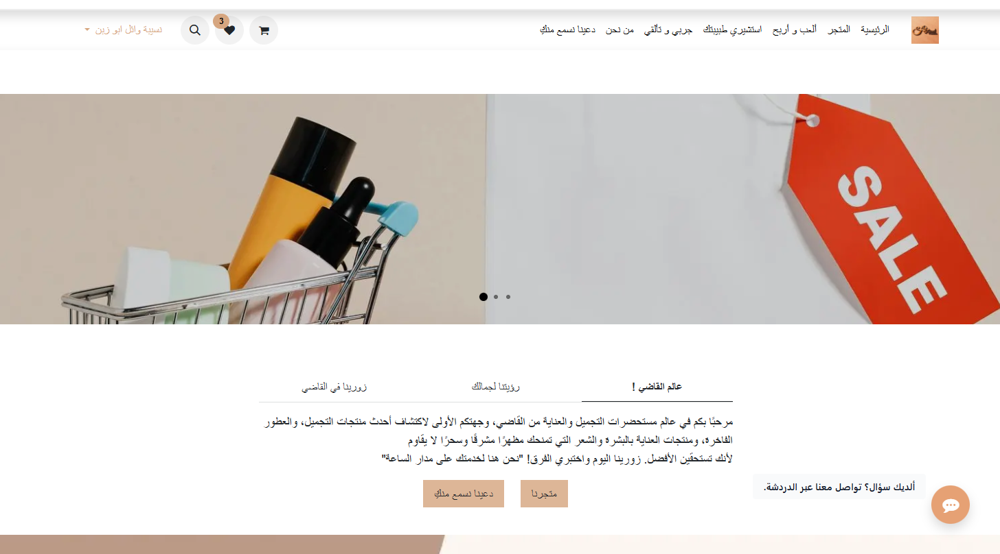 الرئيسية المتجر ألعب و أربح استشيري طبيبتك جربي و تألقي من نحن دعينا نسمع منكِ
3
نسيبة وائل ابو زين
SALE
عالم القاضي !
رؤيتنا لجمالك
زورينا في القاضي
مرحبًا بكم في عالم مستحضرات التجميل والعناية من القاضي، وجهتكم الأولى لاكتشاف أحدث منتجات التجميل، والعطور
الفاخرة، ومنتجات العناية بالبشرة والشعر التي تمنحك مظهرًا مشرقًا وسحرًا لا يقاوم
لأنك تستحقين الأفضل. زورينا اليوم واختبري الفرق! "نحن هنا لخدمتك على مدار الساعة"
متجرنا
دعينا نسمع منكِ
ألديك سؤال؟ تواصل معنا عبر الدردشة.